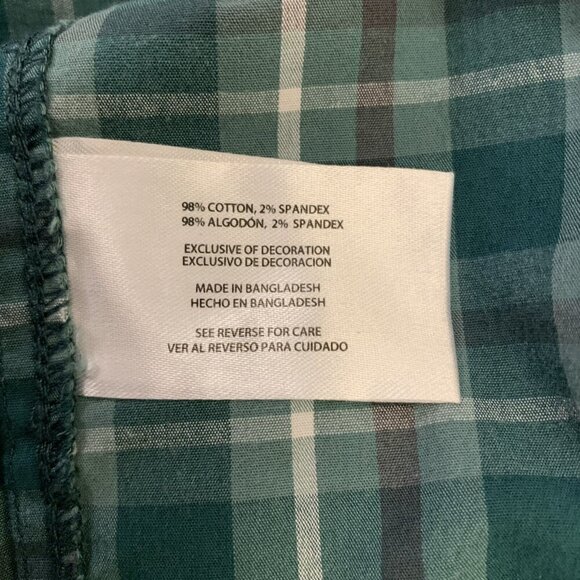 98% COTTON, 2% SPANDEX
98% ALGODÓN, 2% SPANDEX
EXCLUSIVE OF DECORATION
EXCLUSIVO DE DECORACION
MADE IN BANGLADESH
HECHO EN BANGLADESH
SEE REVERSE FOR CARE
VER AL REVERSO PARA CUIDADO